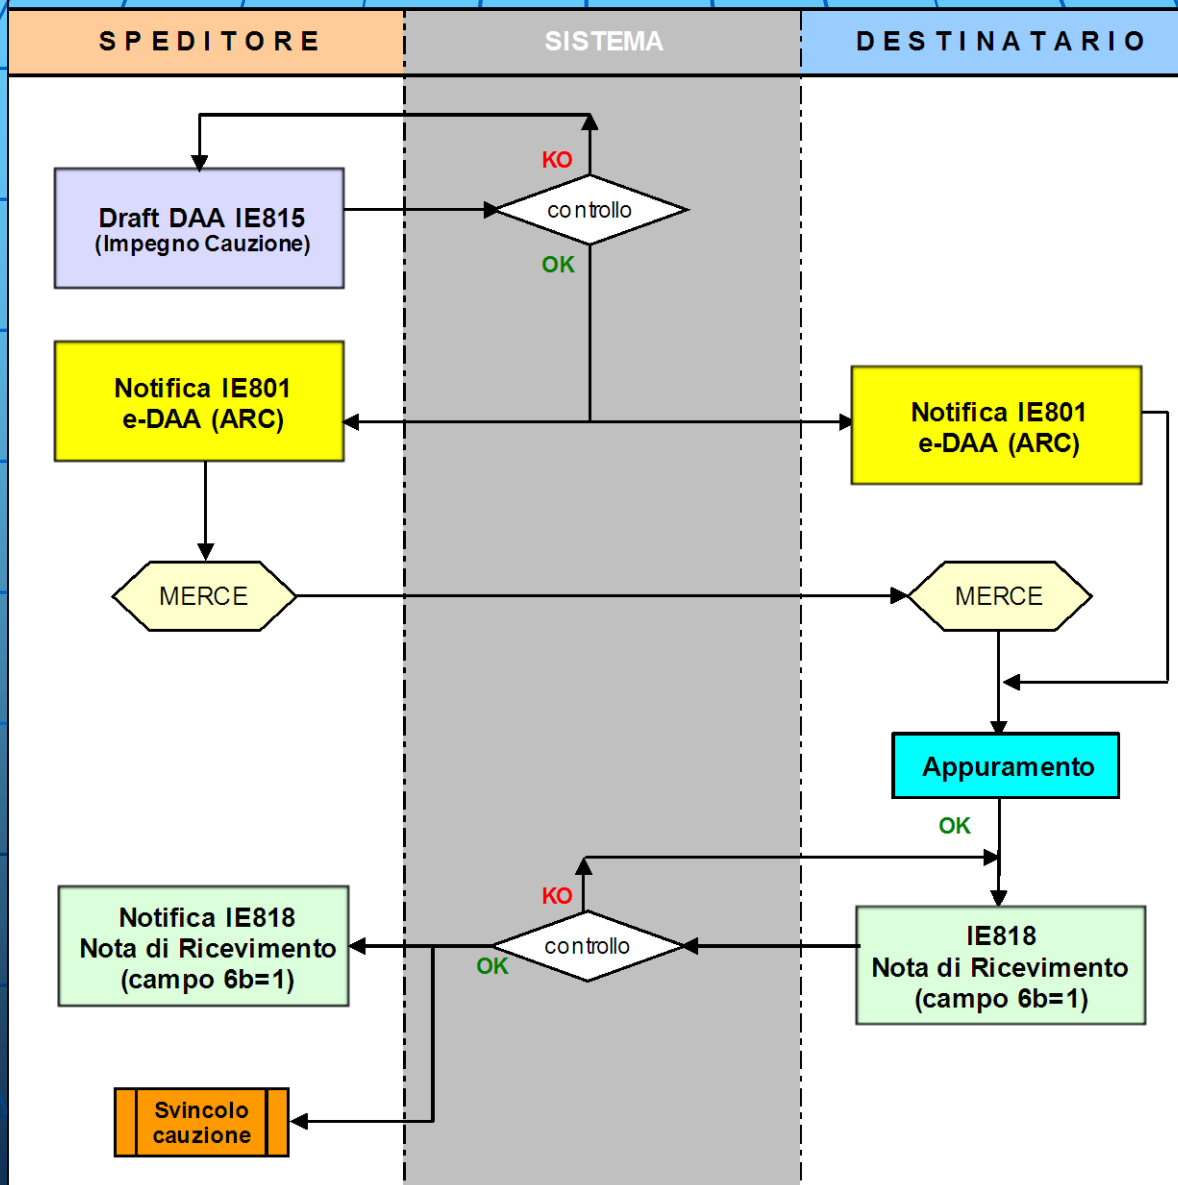 SPEDITORE
SISTEMA
DESTINATARIO
KO
controllo
OK
Draft DAA IE815
(Impegno Cauzione)
Notifica IE801
e-DAA (ARC)
Notifica IE801
e-DAA (ARC)
MERCE
MERCE
Appuramento
OK
KO
controllo
OK
Notifica IE818
Nota di Ricevimento
(campo 6b=1)
IE818
Nota di Ricevimento
(campo 6b=1)
Svincolo
cauzione